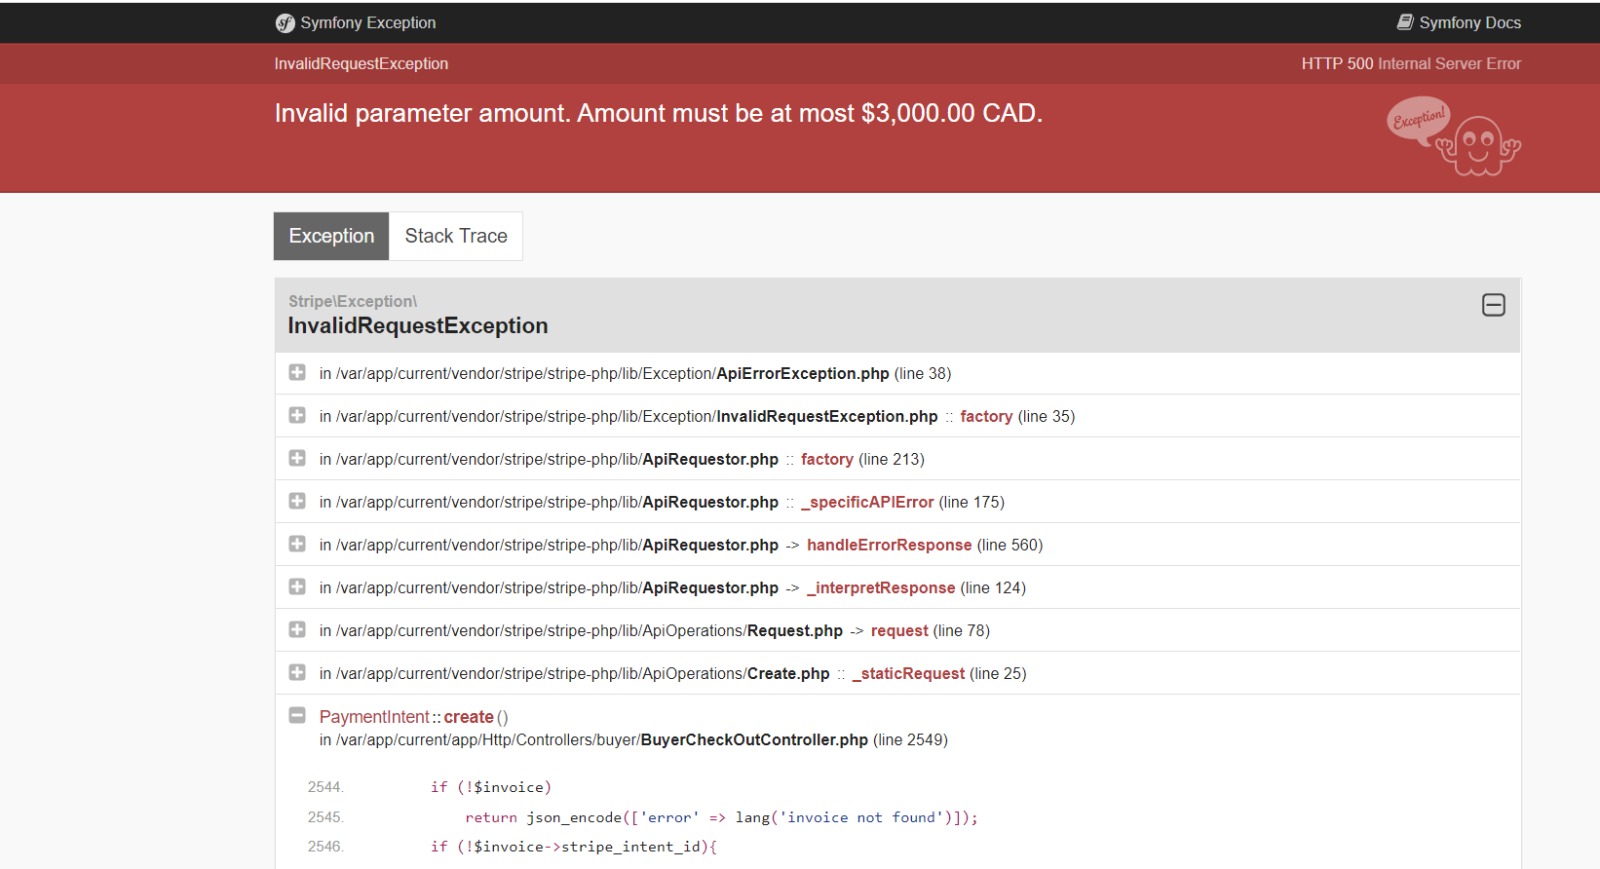 sf Symfony Exception
Symfony Docs
InvalidRequestException
HTTP 500 Internal Server Error
Invalid parameter amount. Amount must be at most $3,000.00 CAD.
Exception!
Exception
Stack Trace
Stripe\Exception\
InvalidRequestException
in /var/app/current/vendor/stripe/stripe-php/lib/Exception/ApiErrorException.php (line 38)
in /var/app/current/vendor/stripe/stripe-php/lib/Exception/InvalidRequestException.php :: factory (line 35)
in /var/app/current/vendor/stripe/stripe-php/lib/ApiRequestor.php :: factory (line 213)
in /var/app/current/vendor/stripe/stripe-php/lib/ApiRequestor.php :: _specificAPIError (line 175)
in /var/app/current/vendor/stripe/stripe-php/lib/ApiRequestor.php -> handleErrorResponse (line 560)
in /var/app/current/vendor/stripe/stripe-php/lib/ApiRequestor.php -> _interpretResponse (line 124)
in /var/app/current/vendor/stripe/stripe-php/lib/ApiOperations/Request.php -> request (line 78)
in /var/app/current/vendor/stripe/stripe-php/lib/ApiOperations/Create.php :: _staticRequest (line 25)
PaymentIntent::create()
in /var/app/current/app/Http/Controllers/buyer/BuyerCheckOutController.php (line 2549)
2544. if (!$invoice)
2545. return json_encode(['error' => lang('invoice not found')]);
2546. if (!$invoice->stripe_intent_id){